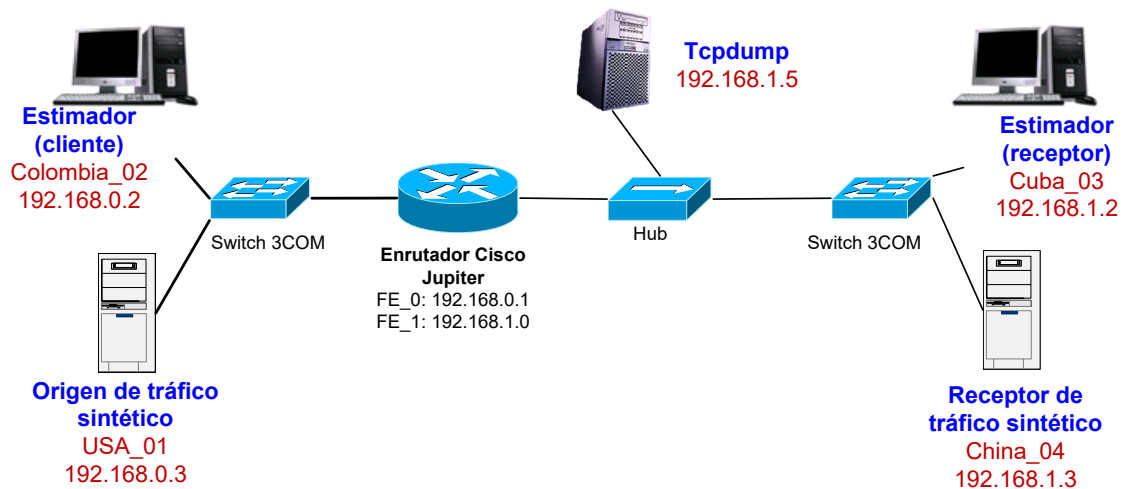 Tcpdump
192.168.1.5
Estimador
(cliente)
Colombia_02
192.168.0.2
Estimador
(receptor)
Cuba_03
192.168.1.2
Switch 3COM
Enrutador Cisco
Jupiter
FE_0: 192.168.0.1
FE_1: 192.168.1.0
Hub
Switch 3COM
Origen de tráfico
sintético
USA_01
192.168.0.3
Receptor de
tráfico sintético
China_04
192.168.1.3